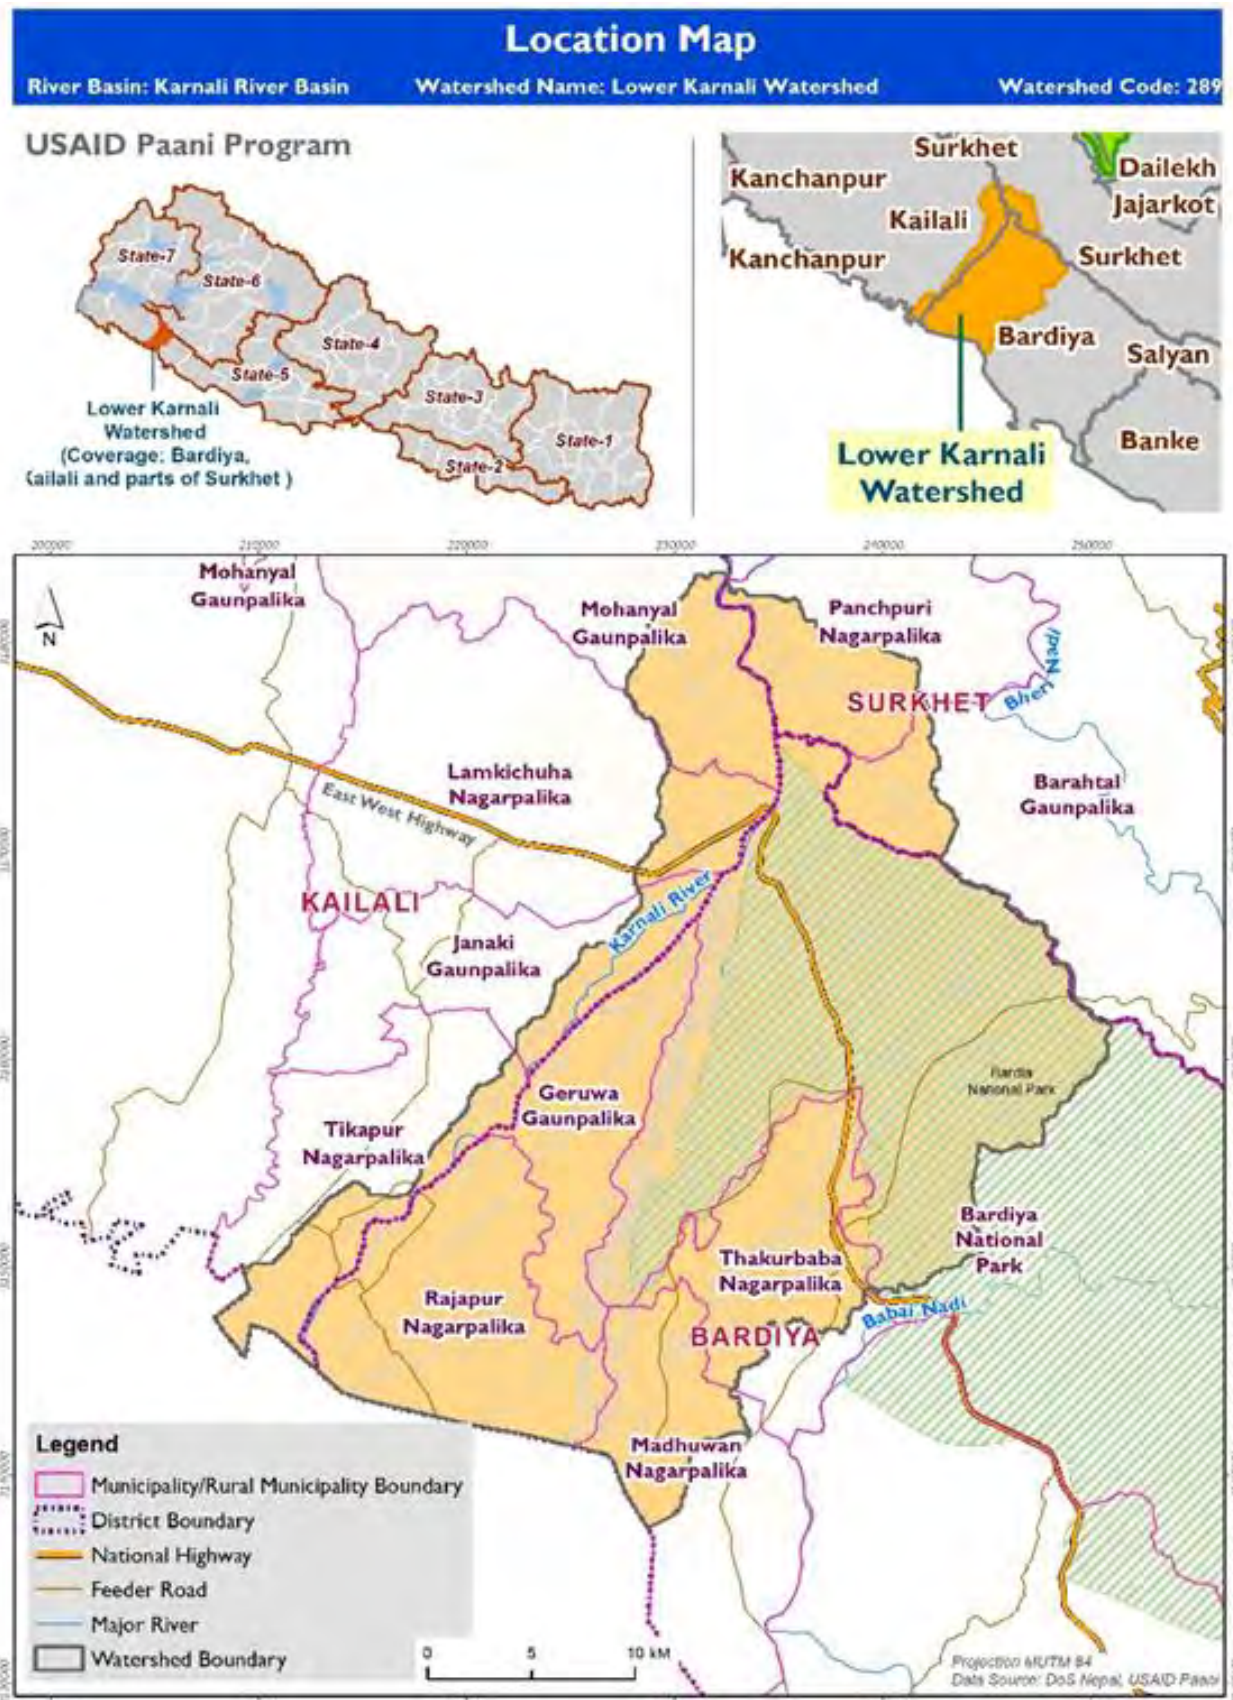 Location Map
River Basin: Karnali River Basin Watershed Name: Lower Karnali Watershed Watershed Code: 289
USAID Paani Program
State-7
State-6
State-4
State-5
State-3
State-1
State-2
Lower Karnali
Watershed
(Coverage: Bardiya,
ailali and parts of Surkhet )
Surkhet
Kanchanpur
Dailekh
Jajarkot
Kailali
Kanchanpur
Surkhet
Bardiya
Salyan
Banke
Lower Karnali
Watershed
200000 210000 220000 230000 240000 250000
Mohanyal
Gaunpalika
N
Mohanyal
Gaunpalika
Panchpuri
Nagarpalika
Bheri Nadi
SURKHET
Lamkichuha
Nagarpalika
Barahtal
Gaunpalika
East West Highway
KAILALI
Karnali River
Janaki
Gaunpalika
Bardia
National Park
Geruwa
Gaunpalika
Tikapur
Nagarpalika
Bardiya
National
Park
Thakurbaba
Nagarpalika
Rajapur
Nagarpalika
Babai Nadi
BARDIYA
Madhuwan
Nagarpalika
Legend
Municipality/Rural Municipality Boundary
District Boundary
National Highway
Feeder Road
Major River
Watershed Boundary
0 5 10 kM
Projection MUTM 84
Data Source: DoS Nepal, USAID Paani